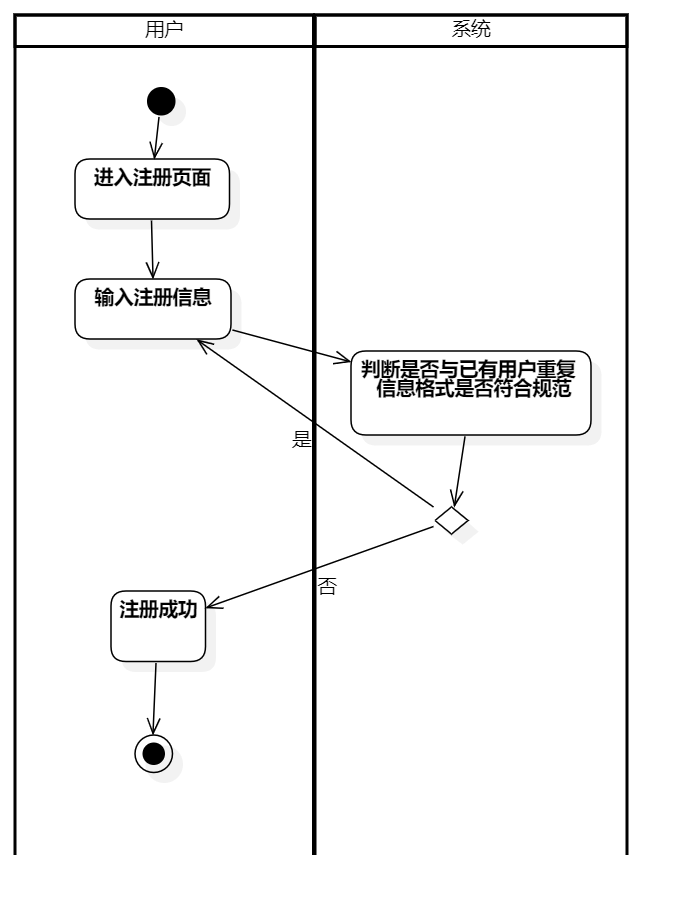 用户
系统
进入注册页面
输入注册信息
判断是否与已有用户重复
信息格式是否符合规范
是
否
注册成功